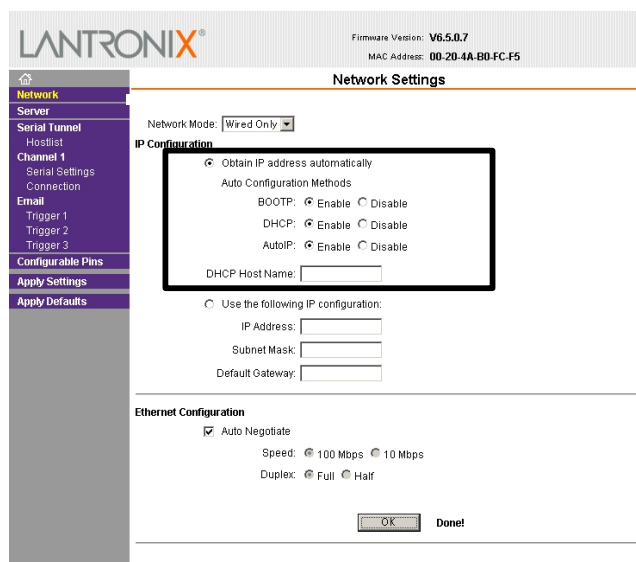 LANTRONIX®
Firmware Version: V6.5.0.7
MAC Address: 00-20-4A-B0-FC-F5
Network Settings
Network
Server
Serial Tunnel
Hostlist
Channel 1
Serial Settings
Connection
Email
Trigger 1
Trigger 2
Trigger 3
Configurable Pins
Apply Settings
Apply Defaults
Network Mode: Wired Only
IP Configuration
Obtain IP address automatically
Auto Configuration Methods
BOOTP: Enable Disable
DHCP: Enable Disable
AutoIP: Enable Disable
DHCP Host Name:
Use the following IP configuration:
IP Address:
Subnet Mask:
Default Gateway:
Ethernet Configuration
Auto Negotiate
Speed: 100 Mbps 10 Mbps
Duplex: Full Half
OK Done!